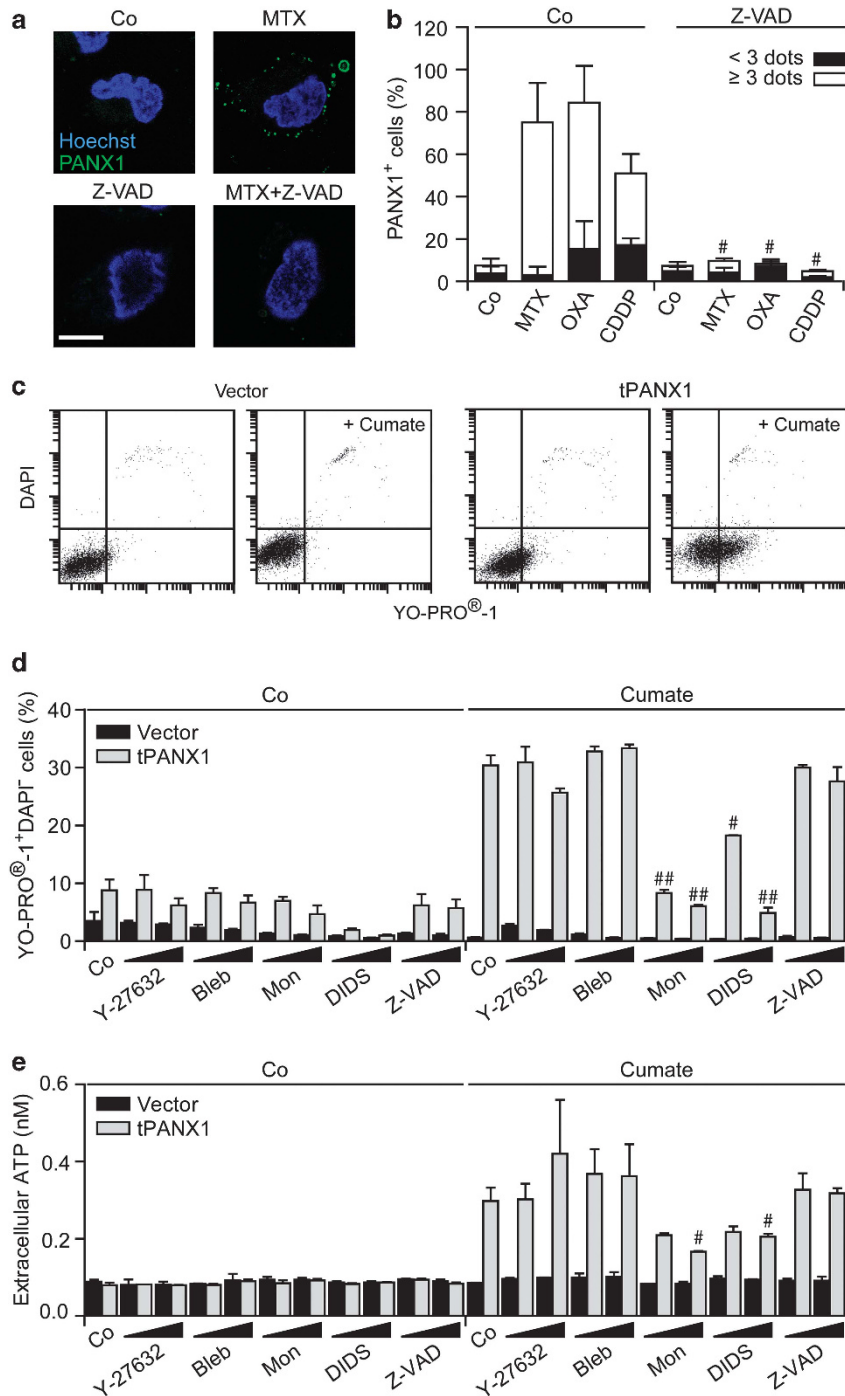 a
Co
MTX
Hoechst
PANX1
Z-VAD
MTX+Z-VAD
b
Co
Z-VAD
< 3 dots
≥ 3 dots
PANX1+ cells (%)
120
100
80
60
40
20
0
#
#
#
Co
MTX
OXA
CDDP
Co
MTX
OXA
CDDP
c
Vector
tPANX1
+ Cumate
+ Cumate
DAPI
YO-PRO®-1
d
Co
Cumate
YO-PRO®-1+DAPI- cells (%)
40
30
20
10
0
Vector
tPANX1
##
##
#
##
Co
Y-27632
Bleb
Mon
DIDS
Z-VAD
Co
Y-27632
Bleb
Mon
DIDS
Z-VAD
e
Co
Cumate
Extracellular ATP (nM)
0.6
0.4
0.2
0.0
Vector
tPANX1
#
#
Co
Y-27632
Bleb
Mon
DIDS
Z-VAD
Co
Y-27632
Bleb
Mon
DIDS
Z-VAD